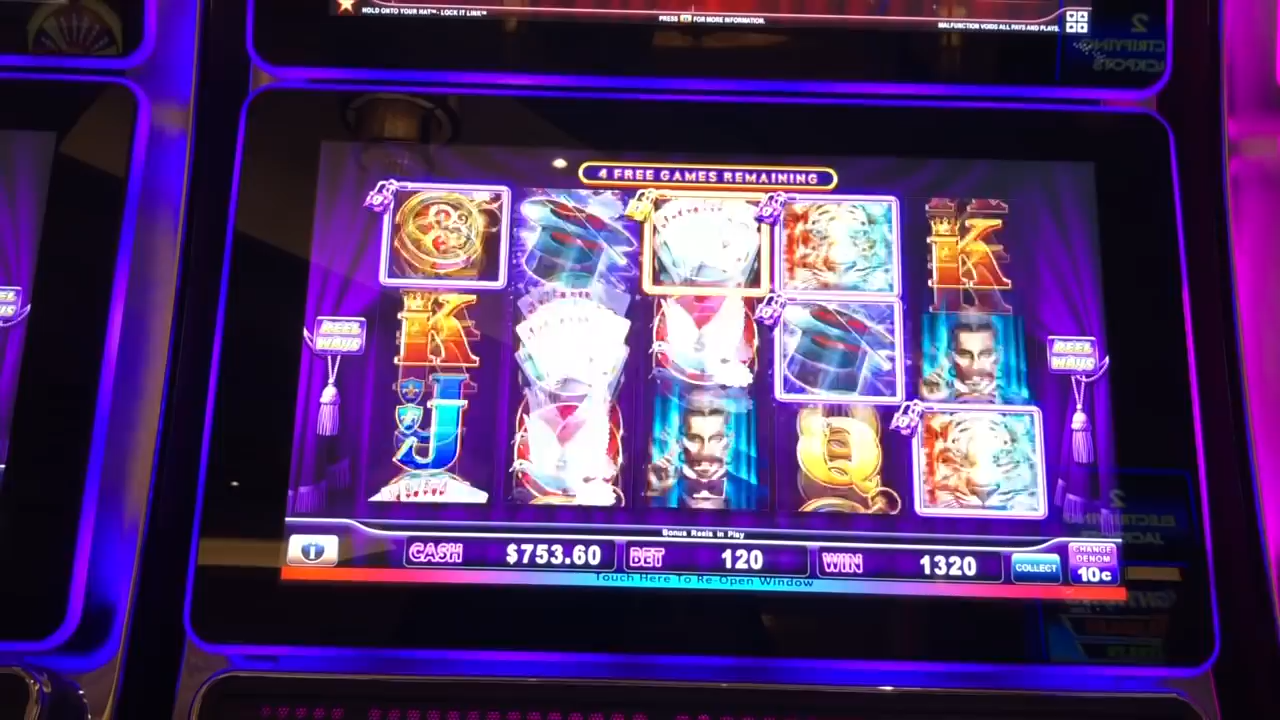 HOLD ONTO YOUR HAT™ - LOCK IT LINK™
PRESS FOR MORE INFORMATION.
MALFUNCTION VOIDS ALL PAYS AND PLAYS.
4 FREE GAMES REMAINING
K
K
REEL WAYS
REEL WAYS
J
Q
Bonus Reels in Play
CASH $753.60 BET 120 WIN 1320 COLLECT
CHANGE DENOM 10¢
Touch Here To Re-Open Window